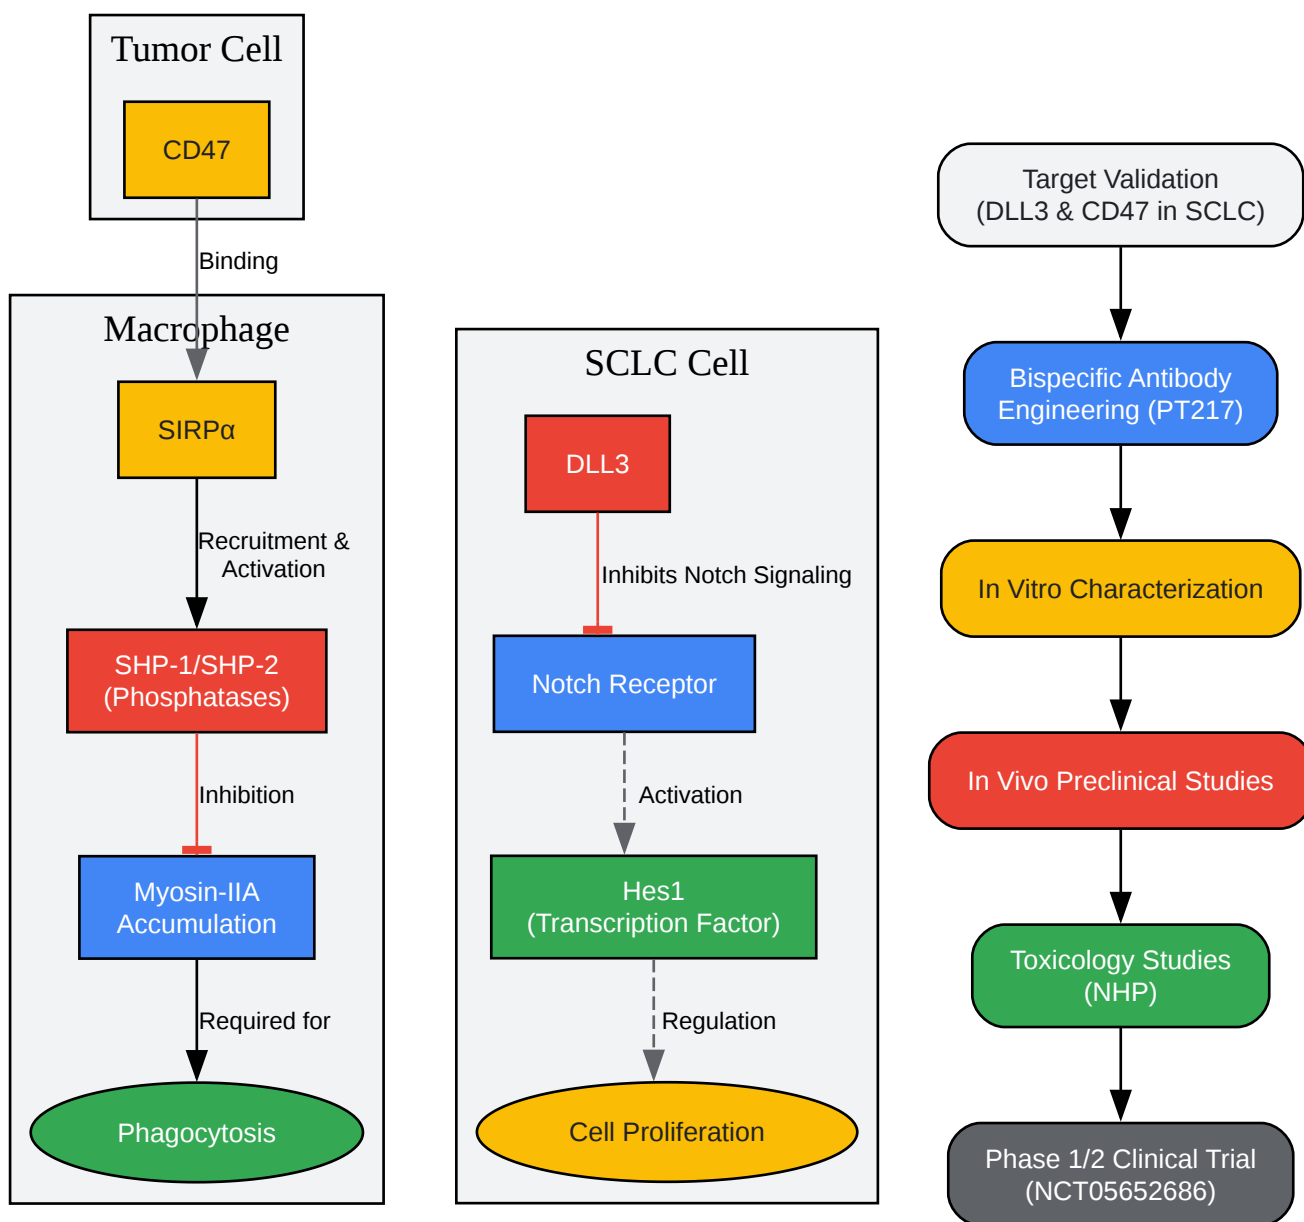 Tumor Cell
CD47
Binding
Macrophage
SIRPα
Recruitment &
Activation
SHP-1/SHP-2
(Phosphatases)
Inhibition
Myosin-IIA
Accumulation
Required for
Phagocytosis
SCLC Cell
DLL3
Inhibits Notch Signaling
Notch Receptor
Activation
Hes1
(Transcription Factor)
Regulation
Cell Proliferation
Target Validation
(DLL3 & CD47 in SCLC)
Bispecific Antibody
Engineering (PT217)
In Vitro Characterization
In Vivo Preclinical Studies
Toxicology Studies
(NHP)
Phase 1/2 Clinical Trial
(NCT05652686)